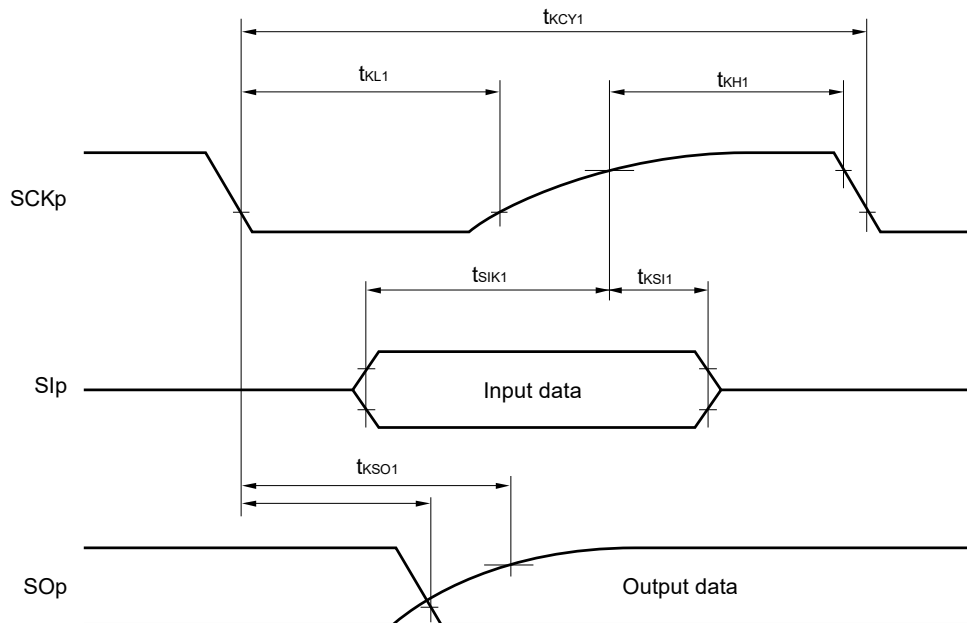 tKCY1
tKL1
tKH1
SCKp
tSIK1
tKSI1
SIp
Input data
tKSO1
SOp
Output data